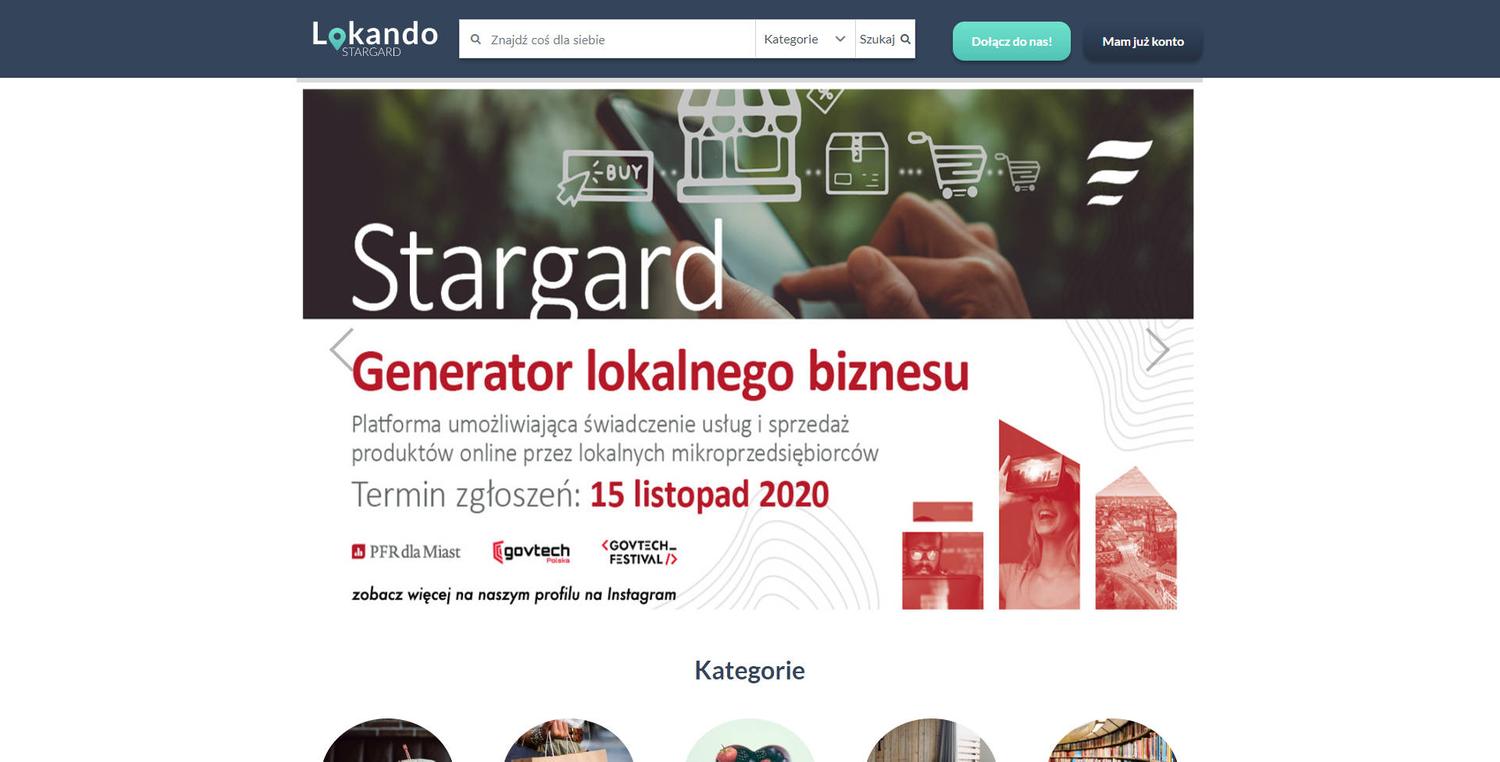 Lokando
STARGARD
Znajdź coś dla siebie
Kategorie
Szukaj
Dołącz do nas!
Mam już konto
%
BUY
Stargard
Generator lokalnego biznesu
Platforma umożliwiająca świadczenie usług i sprzedaż
produktów online przez lokalnych mikroprzedsiębiorców
Termin zgłoszeń: 15 listopad 2020
PFR dla Miast
govtech
Polska
<GOVTECH_
FESTIVAL/>
zobacz więcej na naszym profilu na Instagram
Kategorie